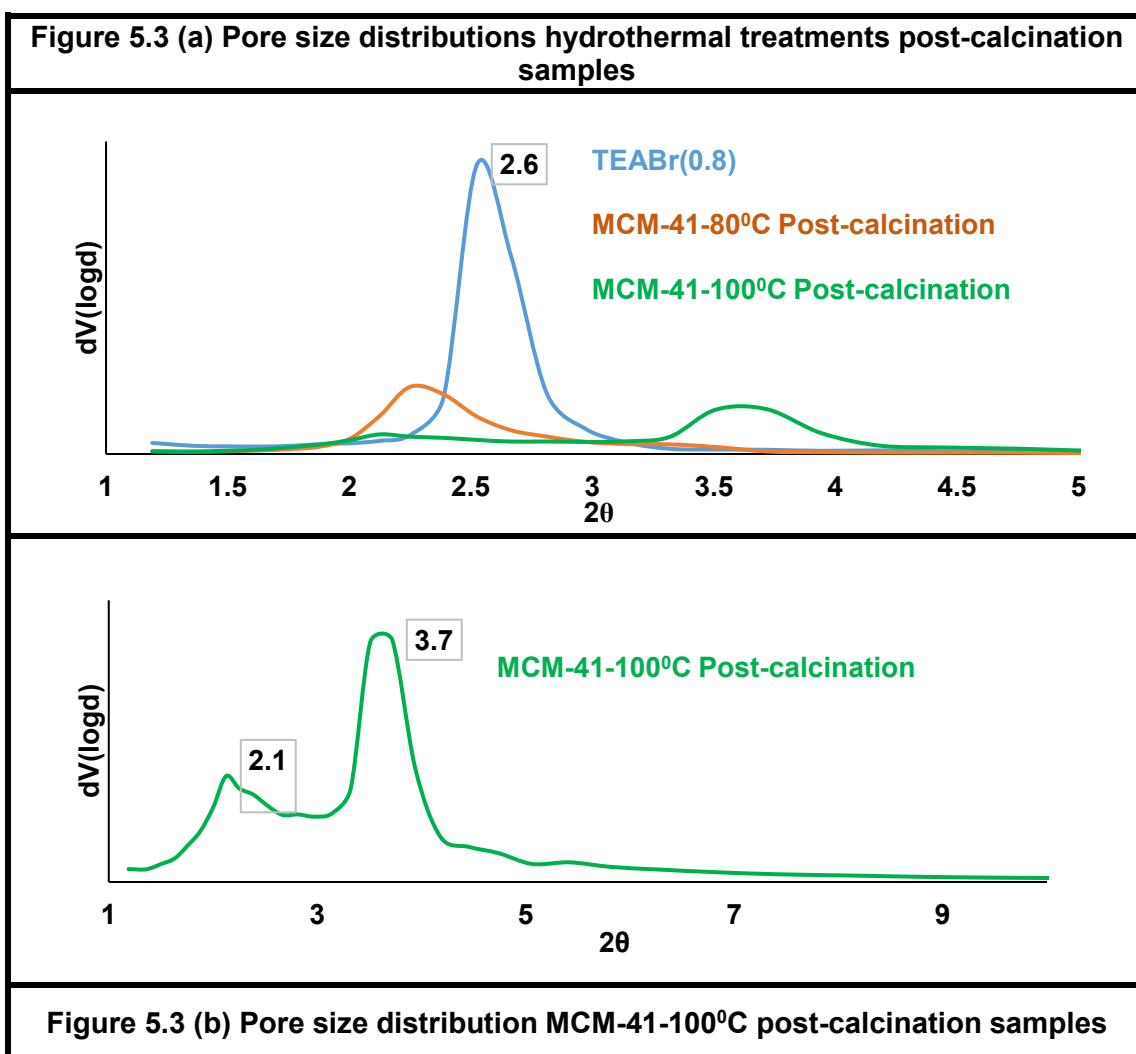 Figure 5.3 (a) Pore size distributions hydrothermal treatments post-calcination
samples
dV(logd)
2.6
TEABr(0.8)
MCM-41-80⁰C Post-calcination
MCM-41-100⁰C Post-calcination
1 1.5 2 2.5 3 3.5 4 4.5 5
2θ
dV(logd)
3.7
MCM-41-100⁰C Post-calcination
2.1
1 3 5 7 9
2θ
Figure 5.3 (b) Pore size distribution MCM-41-100⁰C post-calcination samples